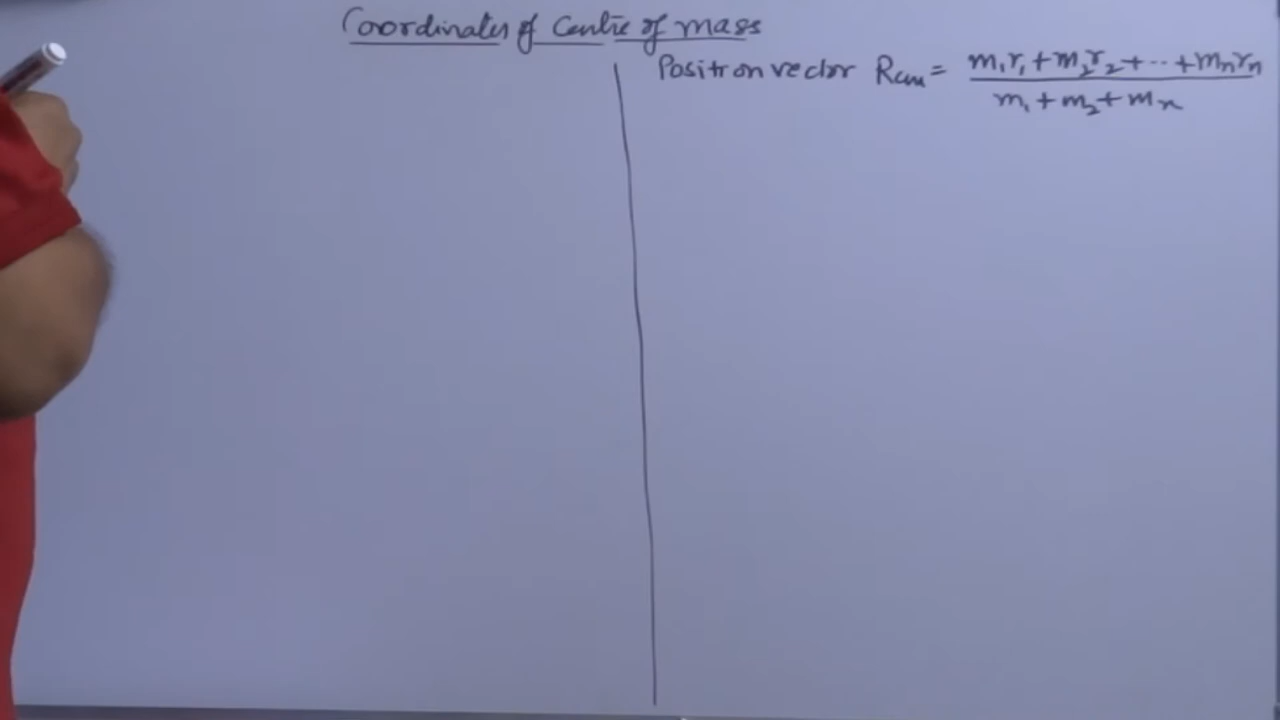 Coordinates of Centre of mass
Position vector Rcm = m₁r₁ + m₂r₂ + -- + mₙrₙ
m₁ + m₂ + mₙ